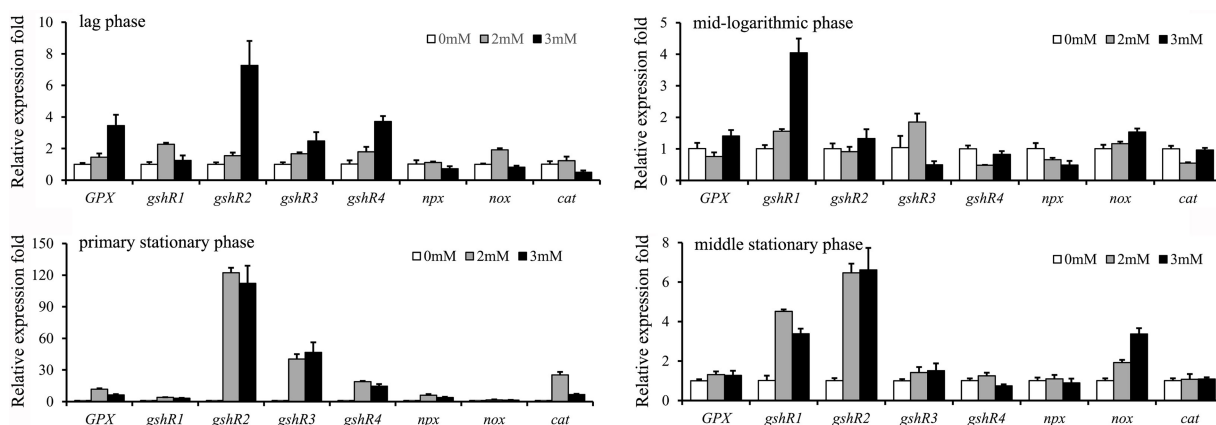 lag phase
0mM 2mM 3mM
Relative expression fold
10
8
6
4
2
0
GPX gshR1 gshR2 gshR3 gshR4 npx nox cat
mid-logarithmic phase
0mM 2mM 3mM
Relative expression fold
5
4
3
2
1
0
GPX gshR1 gshR2 gshR3 gshR4 npx nox cat
primary stationary phase
0mM 2mM 3mM
Relative expression fold
150
120
90
60
30
0
GPX gshR1 gshR2 gshR3 gshR4 npx nox cat
middle stationary phase
0mM 2mM 3mM
Relative expression fold
8
6
4
2
0
GPX gshR1 gshR2 gshR3 gshR4 npx nox cat